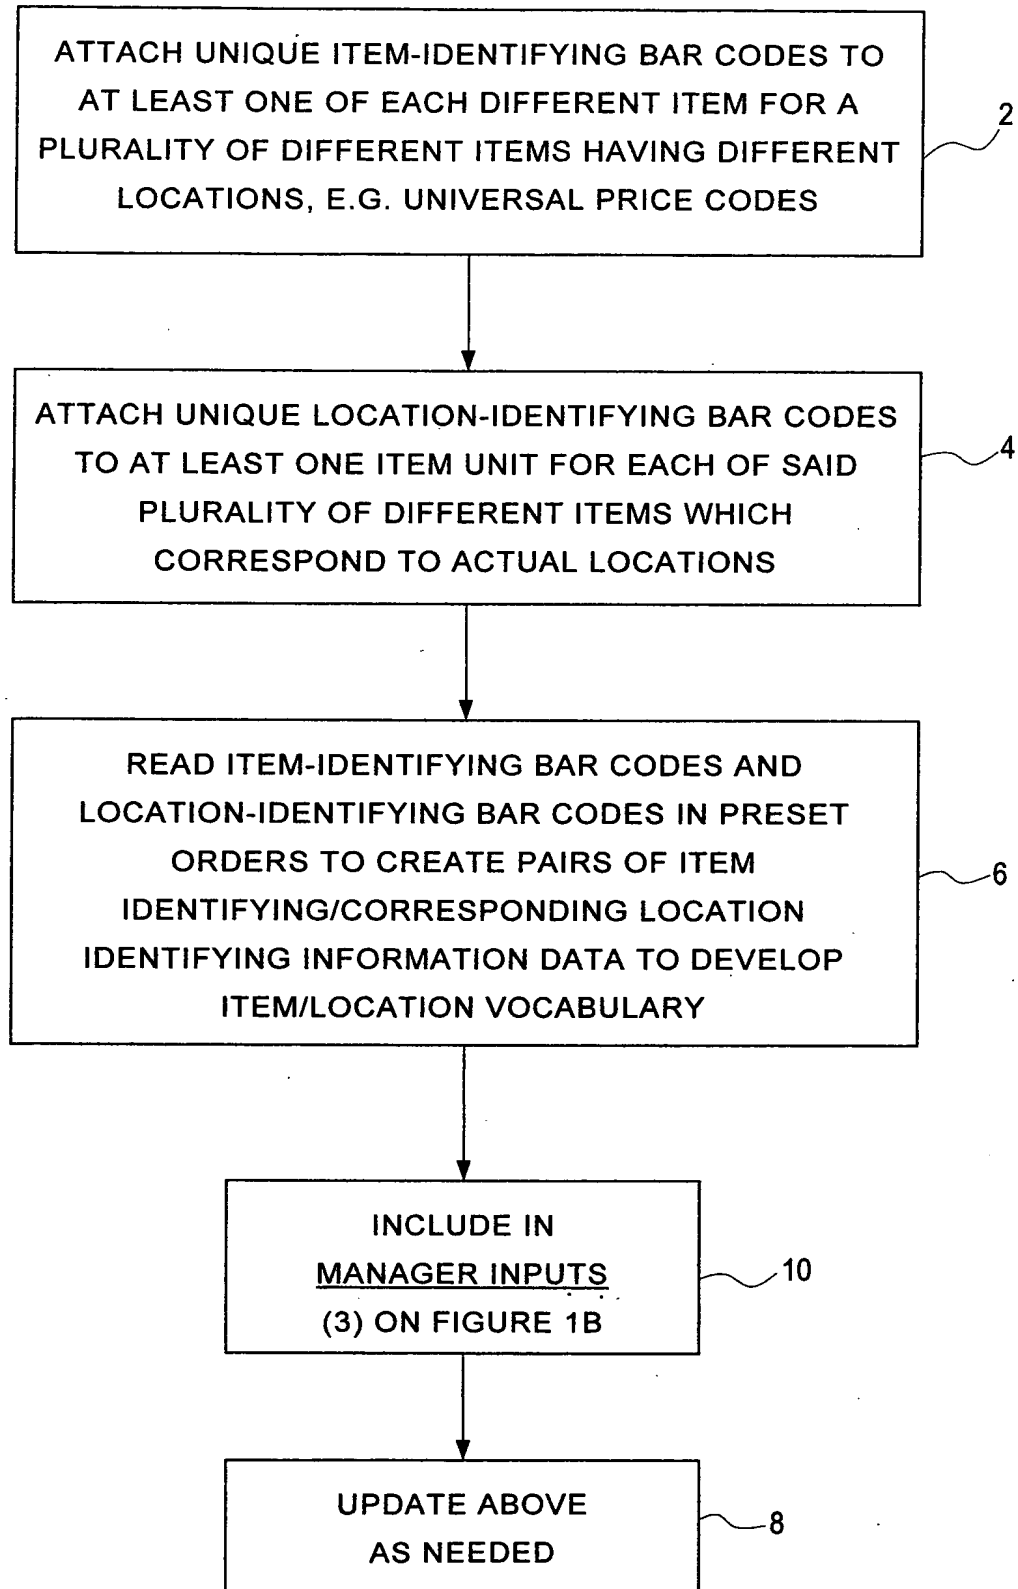 ATTACH UNIQUE ITEM-IDENTIFYING BAR CODES TO
AT LEAST ONE OF EACH DIFFERENT ITEM FOR A
PLURALITY OF DIFFERENT ITEMS HAVING DIFFERENT
LOCATIONS, E.G. UNIVERSAL PRICE CODES
2
ATTACH UNIQUE LOCATION-IDENTIFYING BAR CODES
TO AT LEAST ONE ITEM UNIT FOR EACH OF SAID
PLURALITY OF DIFFERENT ITEMS WHICH
CORRESPOND TO ACTUAL LOCATIONS
4
READ ITEM-IDENTIFYING BAR CODES AND
LOCATION-IDENTIFYING BAR CODES IN PRESET
ORDERS TO CREATE PAIRS OF ITEM
IDENTIFYING/CORRESPONDING LOCATION
IDENTIFYING INFORMATION DATA TO DEVELOP
ITEM/LOCATION VOCABULARY
6
INCLUDE IN
MANAGER INPUTS
(3) ON FIGURE 1B
10
UPDATE ABOVE
AS NEEDED
8